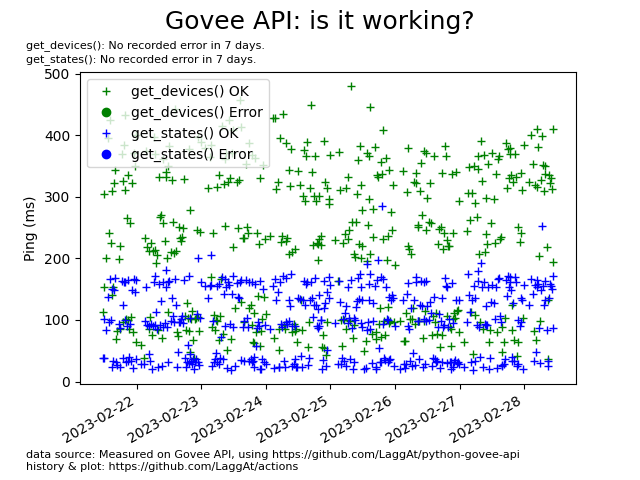 Govee API: is it working?
get_devices(): No recorded error in 7 days.
get_states(): No recorded error in 7 days.
get_devices() OK
get_devices() Error
get_states() OK
get_states() Error
Ping (ms)
500
400
300
200
100
0
2023-02-22
2023-02-23
2023-02-24
2023-02-25
2023-02-26
2023-02-27
2023-02-28
data source: Measured on Govee API, using https://github.com/LaggAt/python-govee-api
history & plot: https://github.com/LaggAt/actions